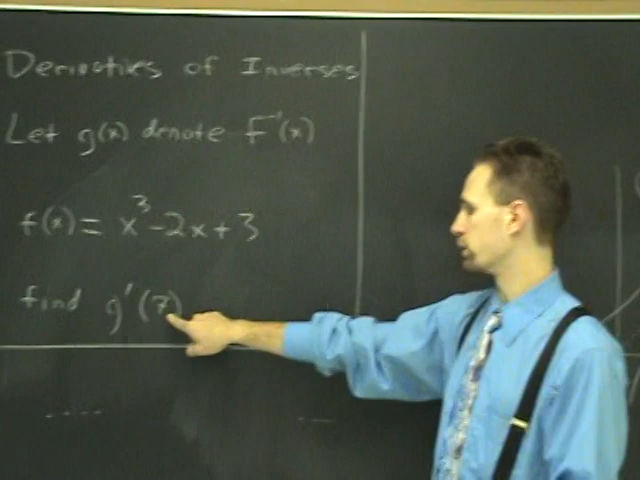 Derivatives of Inverses
Let g(x) denote F⁻¹(x)
f(x) = x³-2x+3
find g'(7)